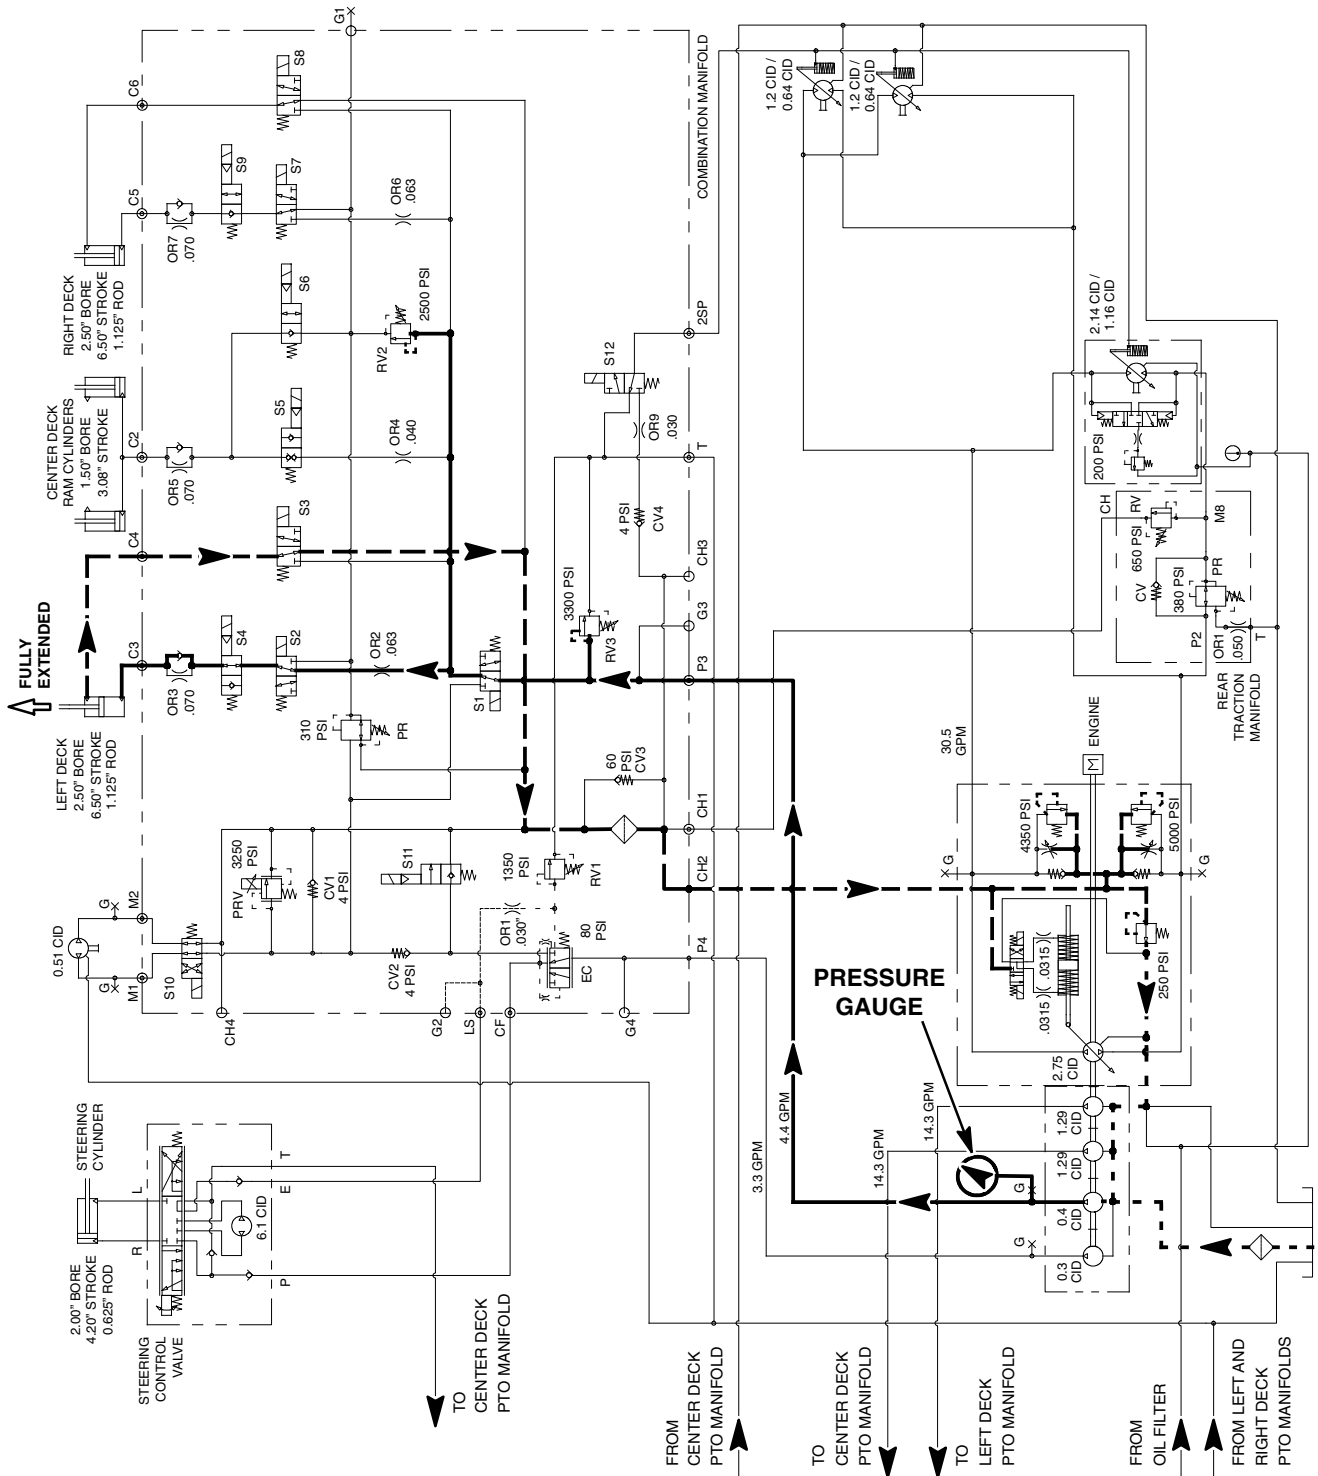 G1
C6
S8
COMBINATION MANIFOLD
1.2 CID /
0.64 CID
1.2 CID /
0.64 CID
RIGHT DECK
2.50" BORE
6.50" STROKE
1.125" ROD
C5
OR7
.070
S9
S7
OR6
.063
S6
2500 PSI
RV2
2SP
S12
CENTER DECK
RAM CYLINDERS
1.50" BORE
3.08" STROKE
C2
OR5
.070
S5
OR4
.040
OR9
.030
T
4 PSI
CV4
CH3
C4
S3
3300 PSI
RV3
G3
P3
FULLY
EXTENDED
C3
OR3
.070
S4
S2
OR2
.063
S1
LEFT DECK
2.50" BORE
6.50" STROKE
1.125" ROD
310
PSI
PR
60
PSI
CV3
CH1
2.14 CID /
1.16 CID
200 PSI
CH
RV
650 PSI
M8
CV
380 PSI
PR
P2
OR1
.050
T
REAR
TRACTION
MANIFOLD
30.5
GPM
ENGINE
M
0.51 CID
G
M2
G
M1
S10
CH4
3250
PSI
PRV
CV1
4 PSI
S11
1350
PSI
RV1
CH2
OR1
.030"
CV2
4 PSI
80
PSI
EC
P4
G2
LS
CF
G4
4350 PSI
5000 PSI
G
G
.0315
.0315
250 PSI
2.75
CID
PRESSURE
GAUGE
STEERING
CYLINDER
L
R
T
E
P
6.1 CID
2.00" BORE
4.20" STROKE
0.625" ROD
STEERING
CONTROL
VALVE
3.3 GPM
4.4 GPM
14.3 GPM
14.3 GPM
G
G
1.29
CID
1.29
CID
0.4
CID
0.3
CID
TO
CENTER DECK
PTO MANIFOLD
FROM
CENTER DECK
PTO MANIFOLD
TO
CENTER DECK
PTO MANIFOLD
TO
LEFT DECK
PTO MANIFOLD
FROM
OIL FILTER
FROM LEFT AND
RIGHT DECK
PTO MANIFOLDS